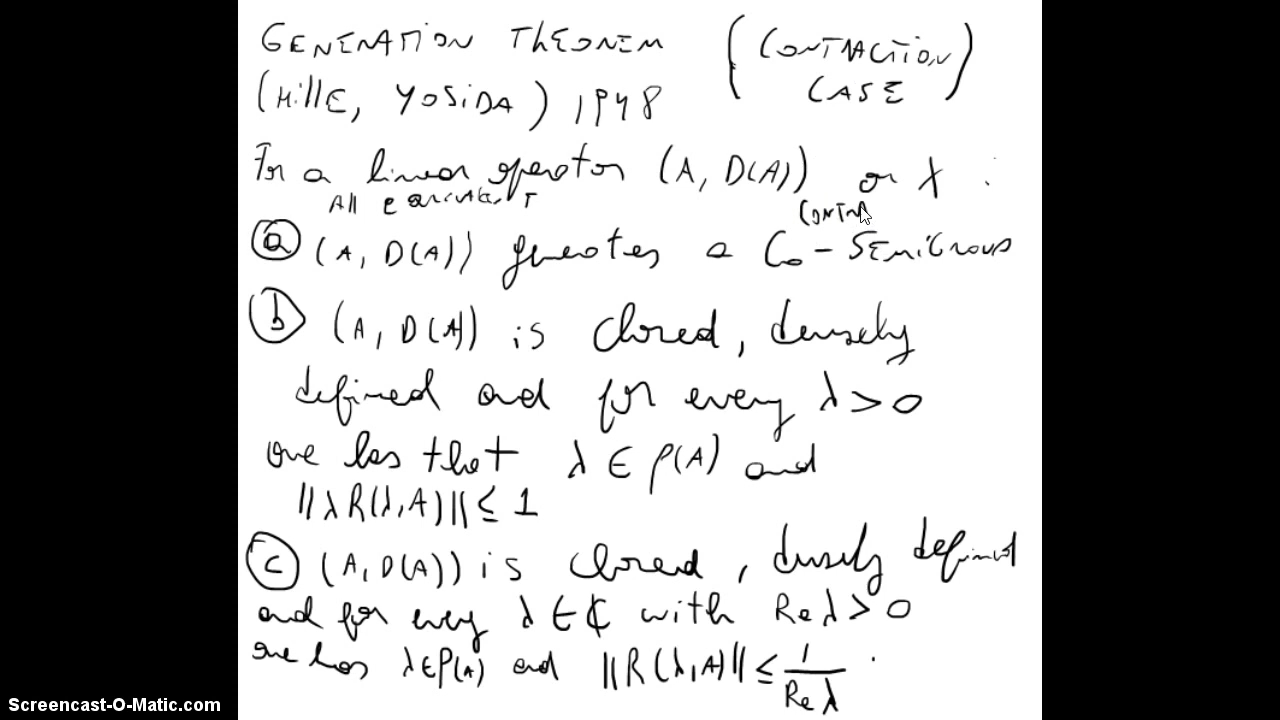 GENERATION THEOREM (CONTRACTION CASE)
(HillE, YOSiDA) 1948
For a linear operator (A, D(A)) on X :
All EquivalenT
CONTRA
ⓐ (A, D(A)) generates a C₀ - SEMIGROUP
ⓑ (A, D(A)) is closed, densely
defined and for every λ > 0
one has that λ ∈ ρ(A) and
||λ R(λ, A)|| ≤ 1
ⓒ (A, D(A)) is closed, densely defined
and for every λ ∈ ℂ with Re λ > 0
one has λ ∈ ρ(A) and ||R(λ, A)|| ≤ 1/Re λ .
Screencast-O-Matic.com